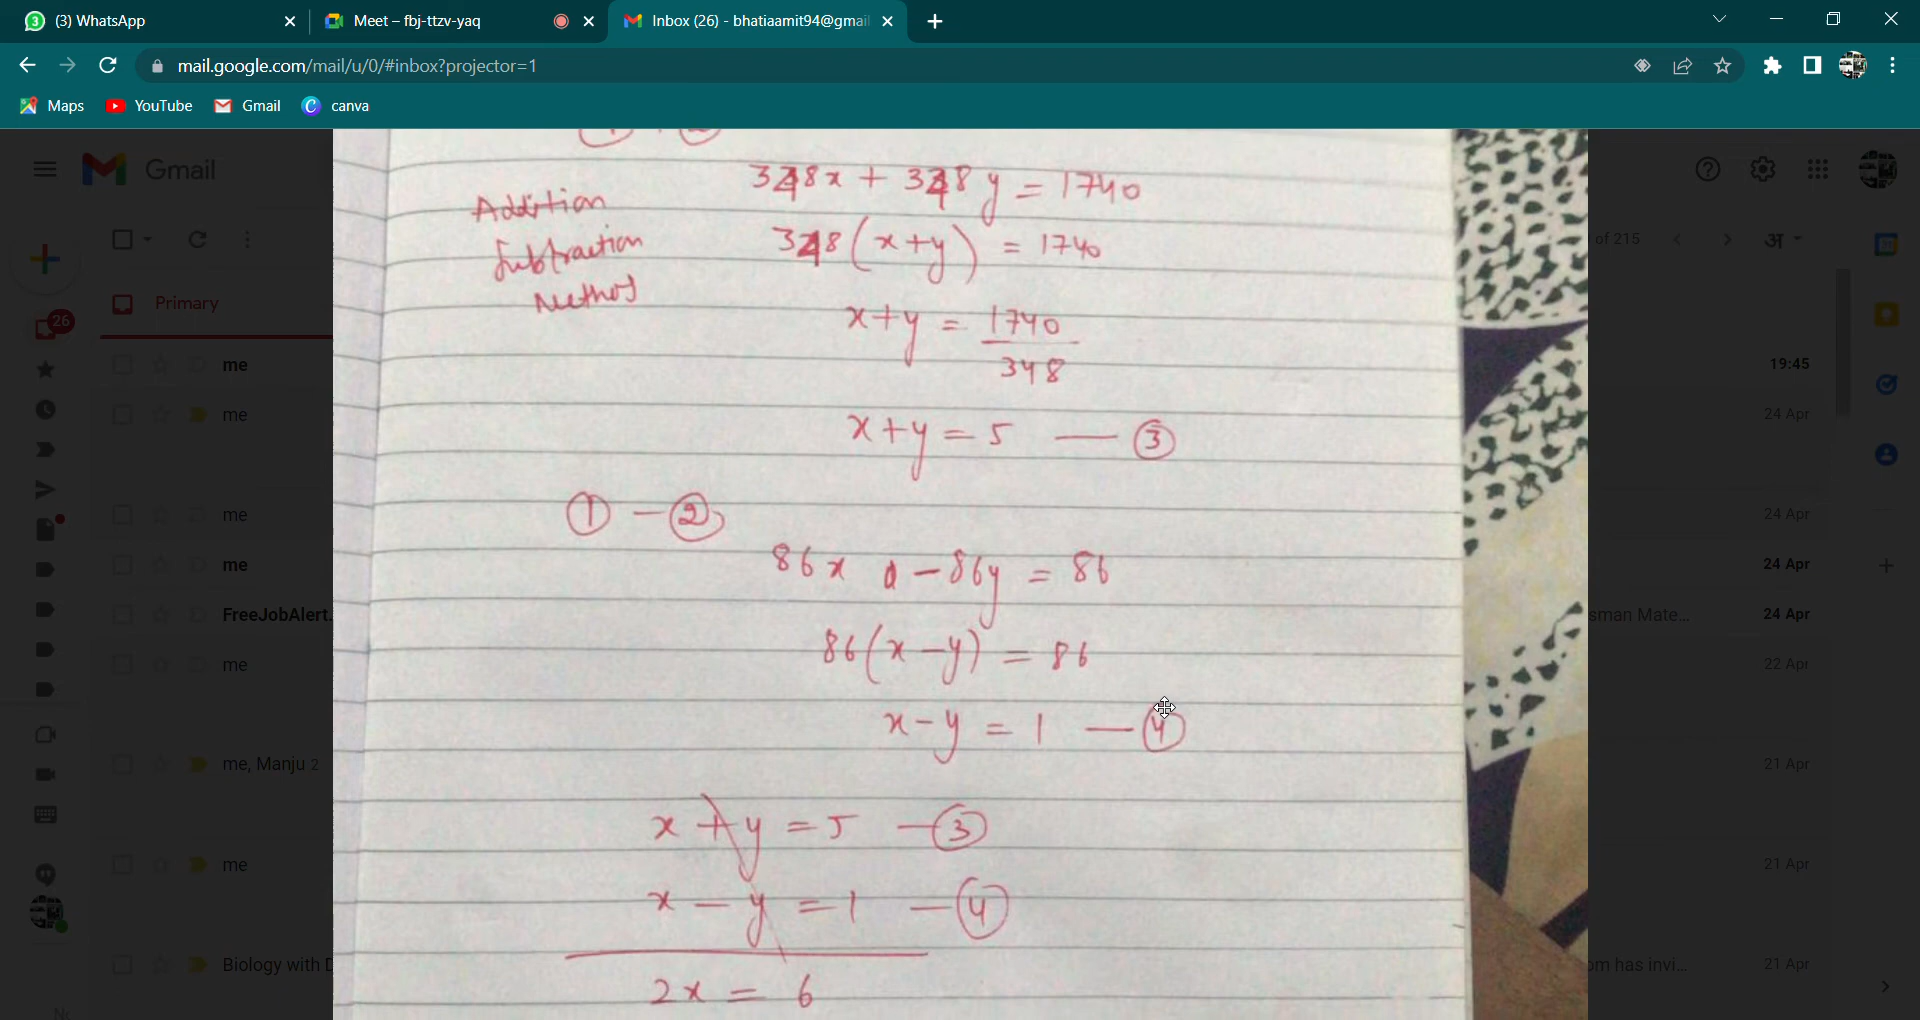 (3) WhatsApp
Meet – fbj-ttzv-yaq
Inbox (26) - bhatiaamit94@gmai
mail.google.com/mail/u/0/#inbox?projector=1
Maps
YouTube
Gmail
canva
Gmail
of 215
अ
26
Primary
me
19:45
me
24 Apr
me
24 Apr
me
24 Apr
FreeJobAlert.
sman Mate...
24 Apr
me
22 Apr
me, Manju 2
21 Apr
me
21 Apr
Biology with
om has invi...
21 Apr
348x + 348y = 1740
Addition
Subtraction
Method
348(x+y) = 1740
x+y = 1740
348
x+y = 5 — ③
① - ②
86x - 86y = 86
86(x-y) = 86
x-y = 1 — ④
x + y = 5 — ③
x - y = 1 — ④
2x = 6